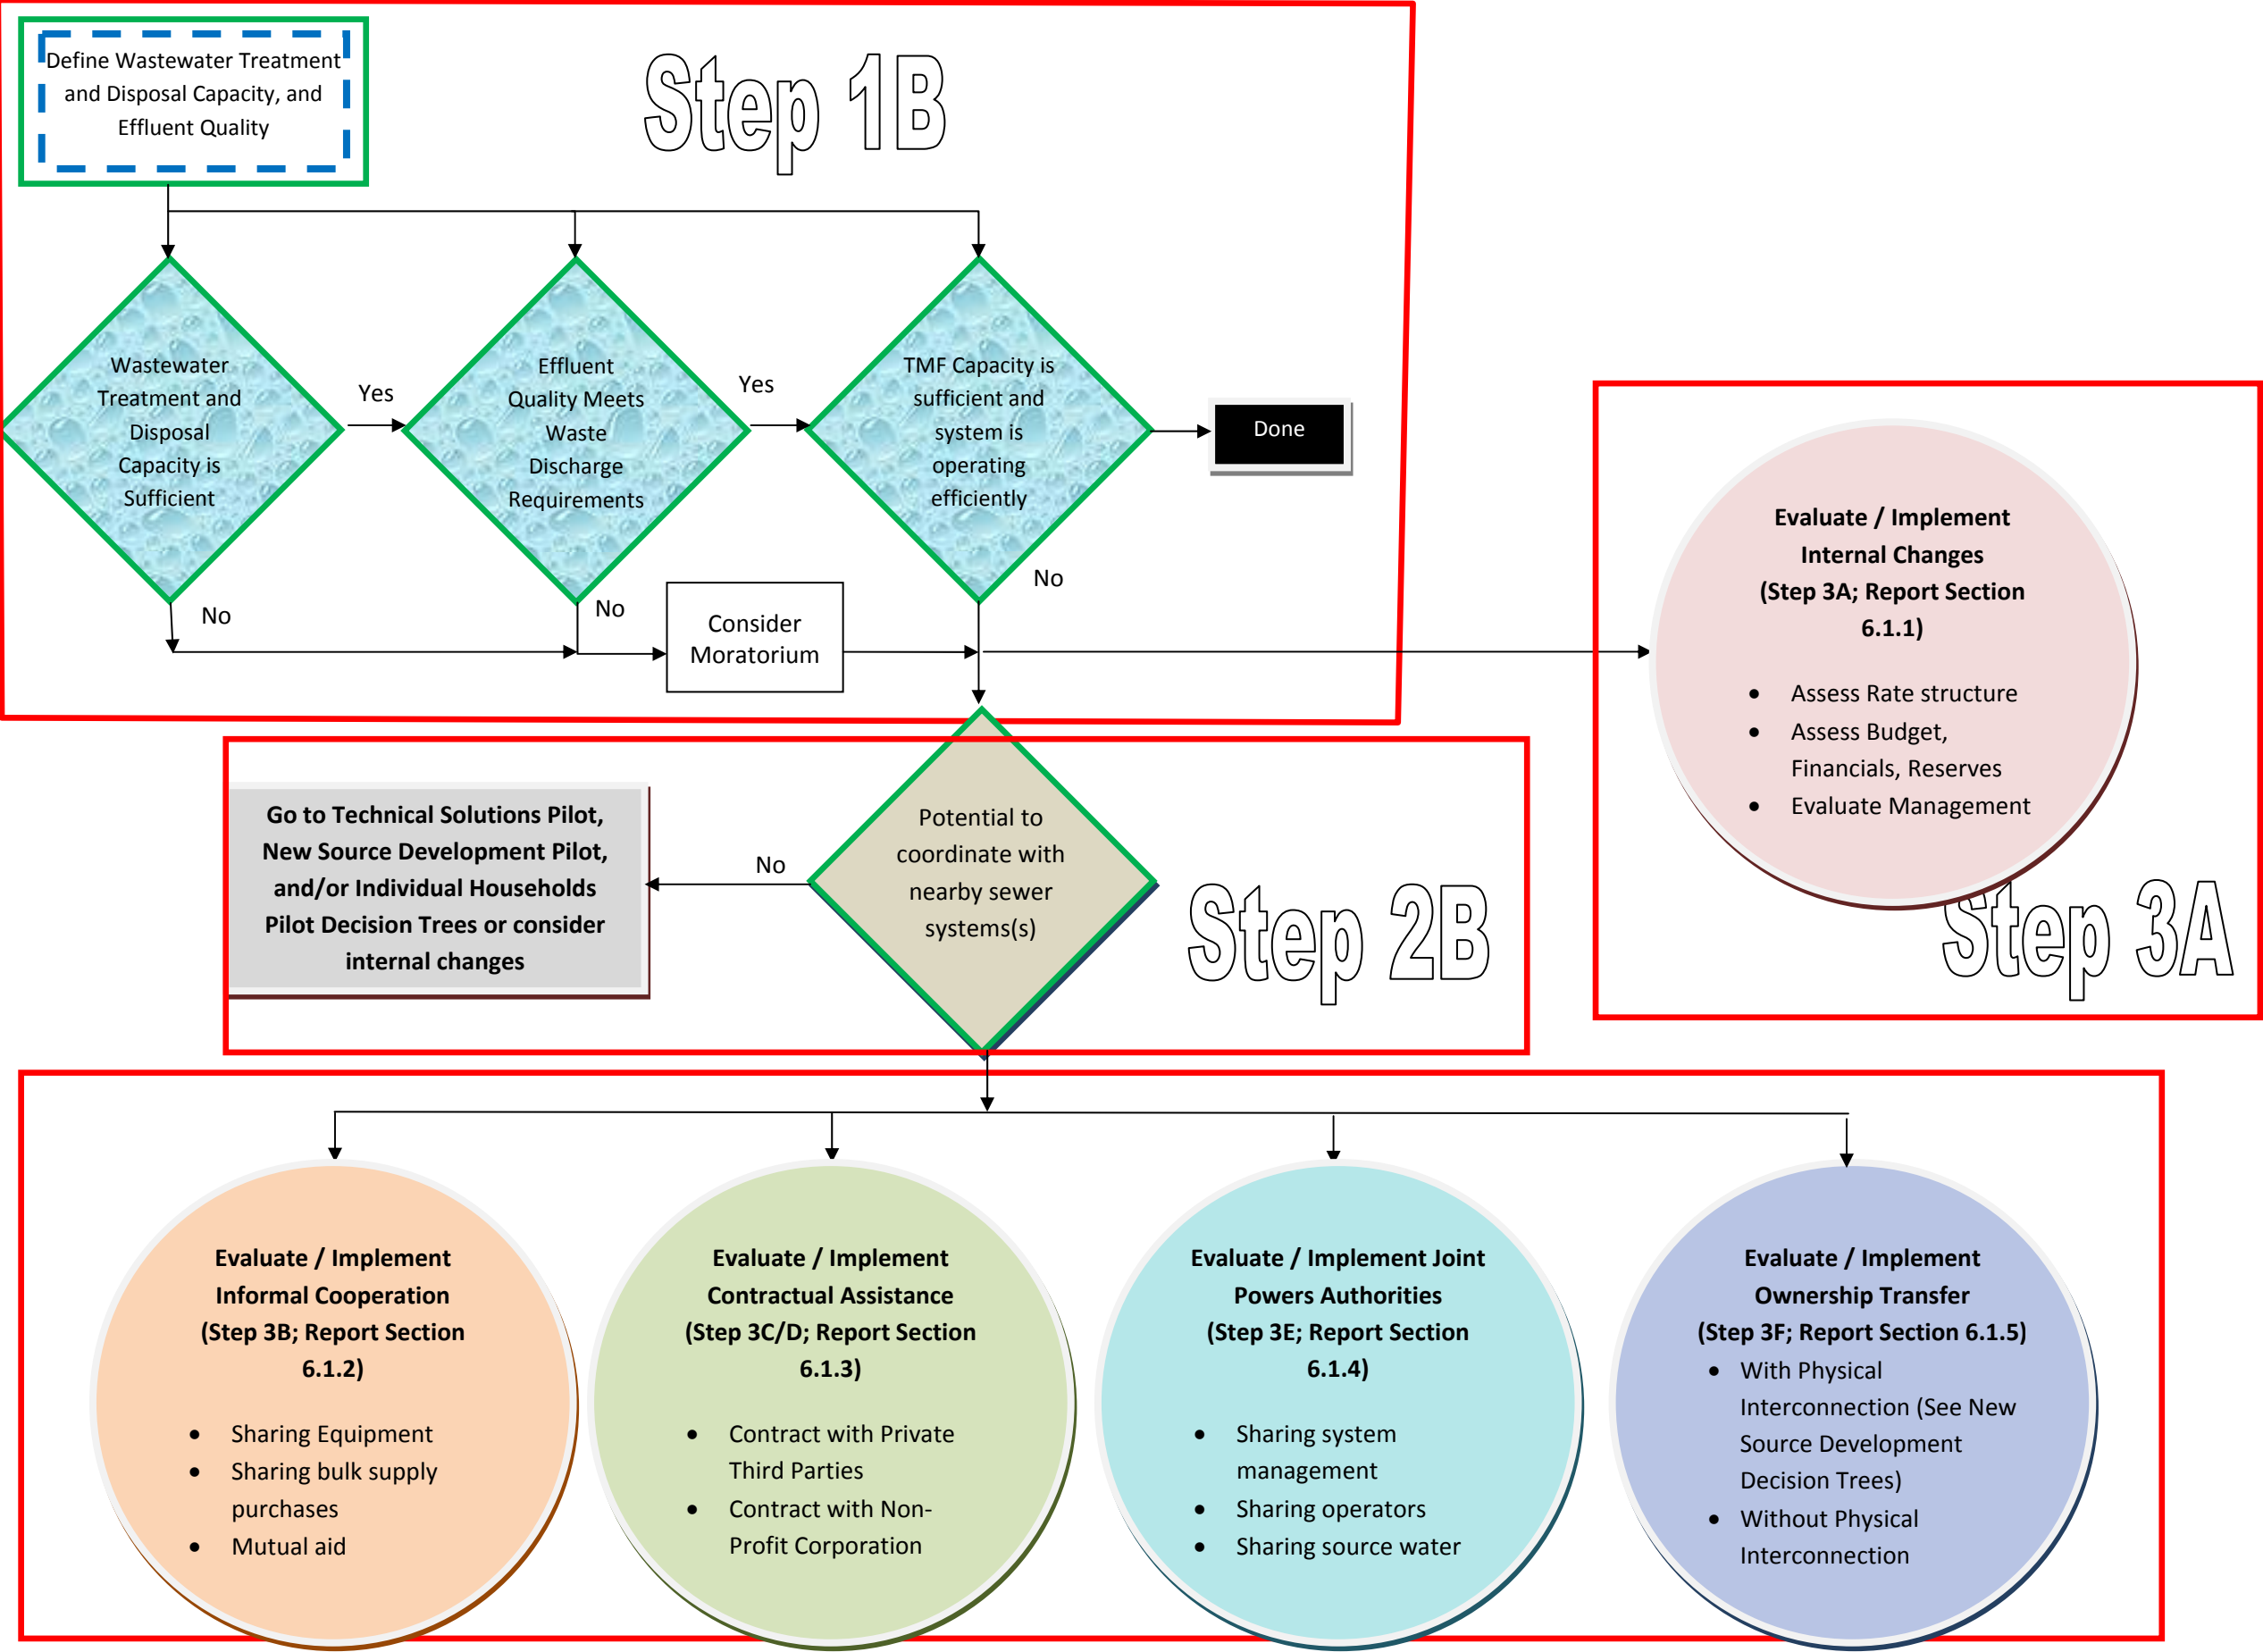 Define Wastewater Treatment
and Disposal Capacity, and
Effluent Quality
Step 1B
Wastewater
Treatment and
Disposal
Capacity is
Sufficient
Yes
Effluent
Quality Meets
Waste
Discharge
Requirements
Yes
TMF Capacity is
sufficient and
system is
operating
efficiently
Done
No
No
Consider
Moratorium
No
Evaluate / Implement
Internal Changes
(Step 3A; Report Section
6.1.1)
• Assess Rate structure
• Assess Budget,
Financials, Reserves
• Evaluate Management
Step 3A
Go to Technical Solutions Pilot,
New Source Development Pilot,
and/or Individual Households
Pilot Decision Trees or consider
internal changes
No
Potential to
coordinate with
nearby sewer
systems(s)
Step 2B
Evaluate / Implement
Informal Cooperation
(Step 3B; Report Section
6.1.2)
• Sharing Equipment
• Sharing bulk supply
purchases
• Mutual aid
Evaluate / Implement
Contractual Assistance
(Step 3C/D; Report Section
6.1.3)
• Contract with Private
Third Parties
• Contract with Non-
Profit Corporation
Evaluate / Implement Joint
Powers Authorities
(Step 3E; Report Section
6.1.4)
• Sharing system
management
• Sharing operators
• Sharing source water
Evaluate / Implement
Ownership Transfer
(Step 3F; Report Section 6.1.5)
• With Physical
Interconnection (See New
Source Development
Decision Trees)
• Without Physical
Interconnection